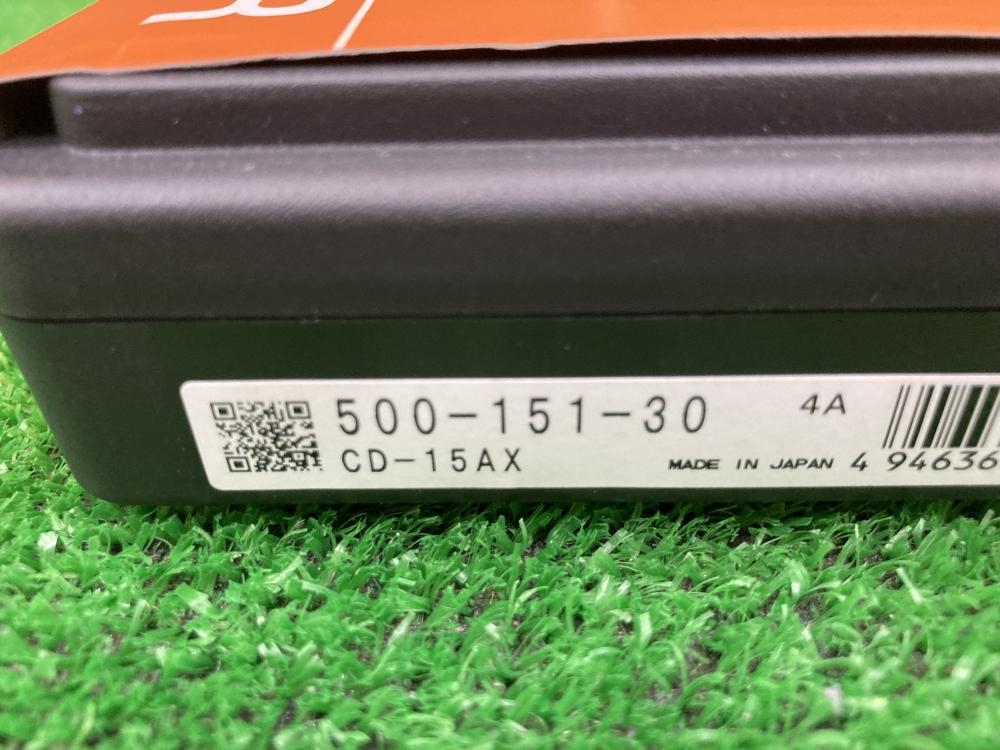 500-151-30
4A
CD-15AX
MADE IN JAPAN
4 94636